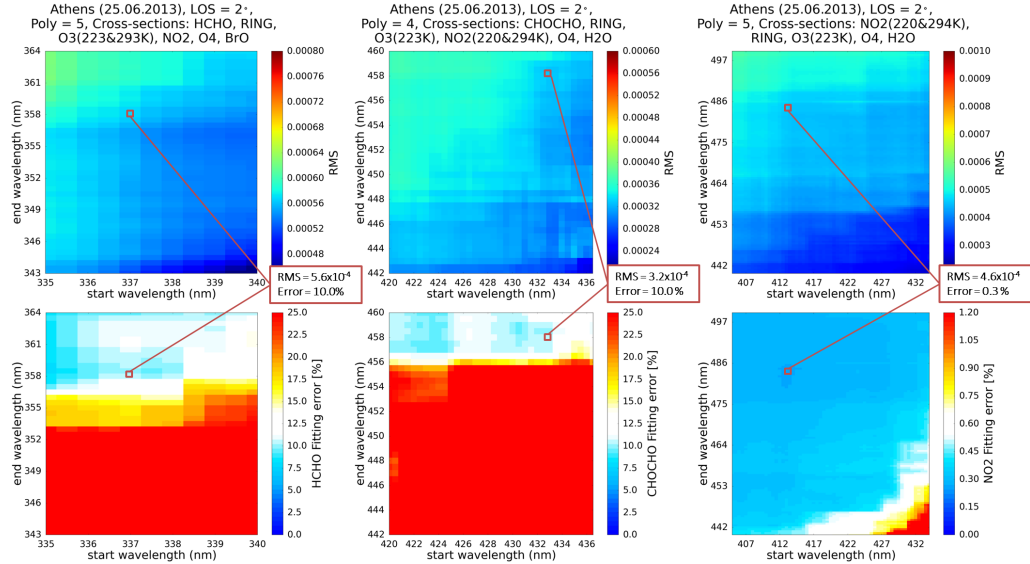 Athens (25.06.2013), LOS = 2°,
Poly = 5, Cross-sections: HCHO, RING,
O3(223&293K), NO2, O4, BrO
Athens (25.06.2013), LOS = 2°,
Poly = 4, Cross-sections: CHOCHO, RING,
O3(223K), NO2(220&294K), O4, H2O
Athens (25.06.2013), LOS = 2°,
Poly = 5, Cross-sections: NO2(220&294K),
RING, O3(223K), O4, H2O
364
361
358
355
352
349
346
343
end wavelength (nm)
335 336 337 338 339 340
start wavelength (nm)
0.00080
0.00076
0.00072
0.00068
0.00064
0.00060
0.00056
0.00052
0.00048
RMS
460
458
456
454
452
450
448
446
444
442
end wavelength (nm)
420 422 424 426 428 430 432 434 436
start wavelength (nm)
0.00060
0.00056
0.00052
0.00048
0.00044
0.00040
0.00036
0.00032
0.00028
0.00024
RMS
497
486
475
464
453
442
end wavelength (nm)
407 412 417 422 427 432
start wavelength (nm)
0.0010
0.0009
0.0008
0.0007
0.0006
0.0005
0.0004
0.0003
RMS
RMS = 5.6x10⁻⁴
Error = 10.0%
RMS = 3.2x10⁻⁴
Error = 10.0%
RMS = 4.6x10⁻⁴
Error = 0.3%
364
361
358
355
352
349
346
343
end wavelength (nm)
335 336 337 338 339 340
start wavelength (nm)
25.0
22.5
20.0
17.5
15.0
12.5
10.0
7.5
5.0
2.5
0.0
HCHO Fitting error [%]
460
458
456
454
452
450
448
446
444
442
end wavelength (nm)
420 422 424 426 428 430 432 434 436
start wavelength (nm)
25.0
22.5
20.0
17.5
15.0
12.5
10.0
7.5
5.0
2.5
0.0
CHOCHO Fitting error [%]
497
486
475
464
453
442
end wavelength (nm)
407 412 417 422 427 432
start wavelength (nm)
1.20
1.05
0.90
0.75
0.60
0.45
0.30
0.15
0.00
NO2 Fitting error [%]